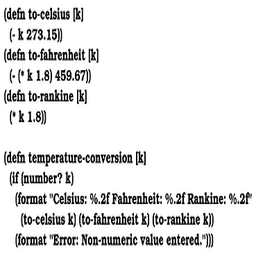 (defn to-celsius [k]
(- k 273.15))
(defn to-fahrenheit [k]
(- (* k 1.8) 459.67))
(defn to-rankine [k]
(* k 1.8))
(defn temperature-conversion [k]
(if (number? k)
(format "Celsius: %.2f Fahrenheit: %.2f Rankine: %.2f"
(to-celsius k) (to-fahrenheit k) (to-rankine k))
(format "Error: Non-numeric value entered.")))